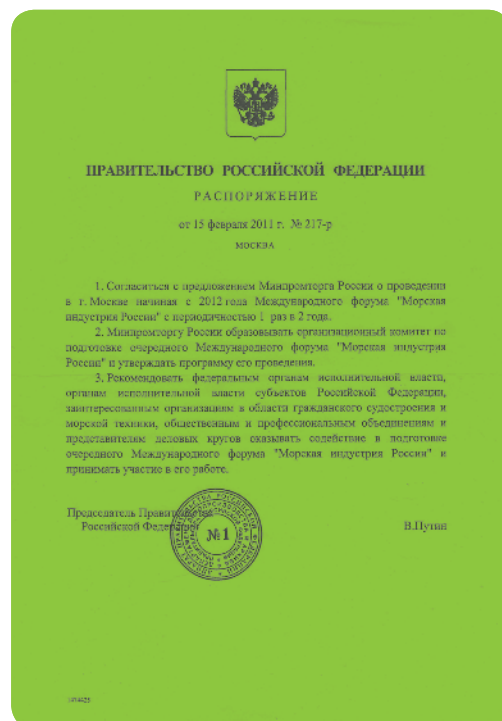 ПРАВИТЕЛЬСТВО РОССИЙСКОЙ ФЕДЕРАЦИИ
РАСПОРЯЖЕНИЕ
от 15 февраля 2011 г. № 217-р
МОСКВА
1. Согласиться с предложением Минпромторга России о проведении
в г. Москве начиная с 2012 года Международного форума "Морская
индустрия России" с периодичностью 1 раз в 2 года.
2. Минпромторгу России образовывать организационный комитет по
подготовке очередного Международного форума "Морская индустрия
России" и утверждать программу его проведения.
3. Рекомендовать федеральным органам исполнительной власти,
органам исполнительной власти субъектов Российской Федерации,
заинтересованным организациям в области гражданского судостроения и
морской техники, общественным и профессиональным объединениям и
представителям деловых кругов оказывать содействие в подготовке
очередного Международного форума "Морская индустрия России" и
принимать участие в его работе.
Председатель Правительства
Российской Федерации
В.Путин
№1